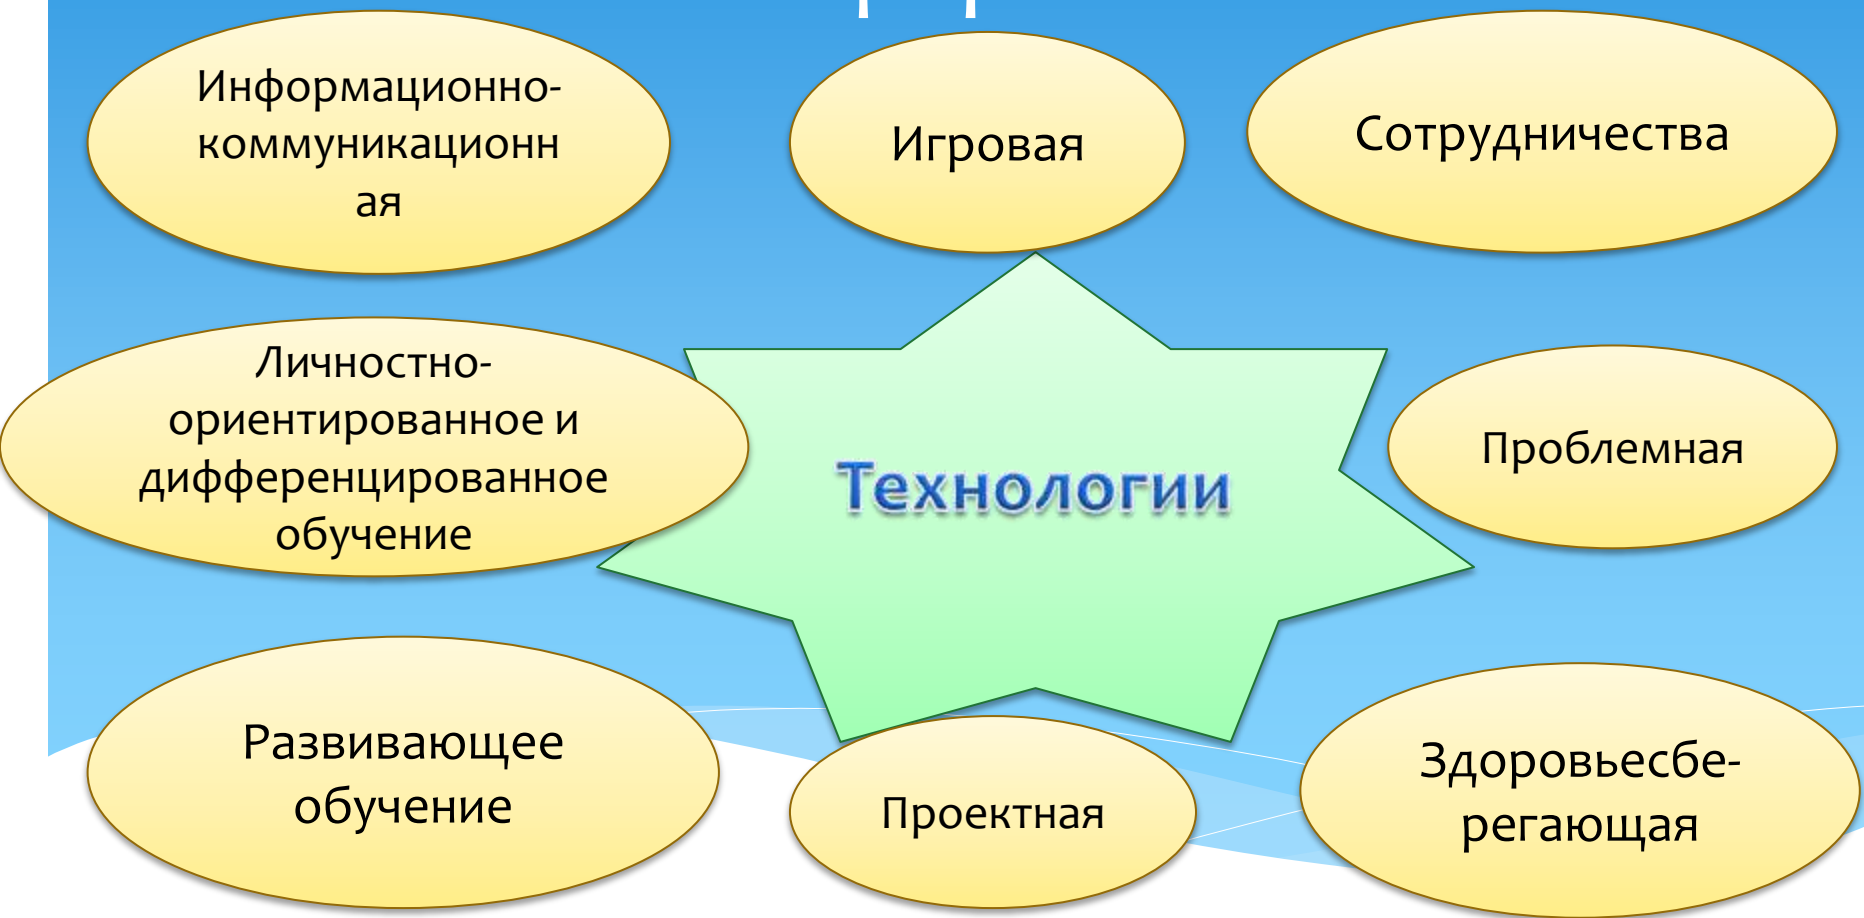 Информационно-
коммуникационн
ая
Игровая
Сотрудничества
Личностно-
ориентированное и
дифференцированное
обучение
Технологии
Проблемная
Развивающее
обучение
Проектная
Здоровьесбе-
регающая